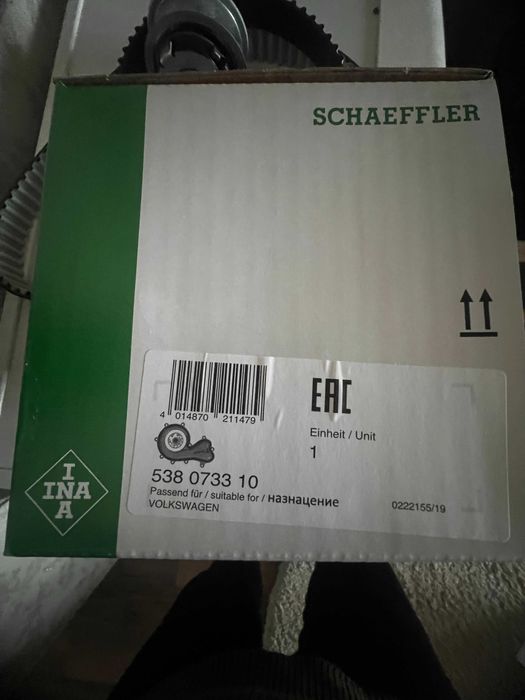 SCHAEFFLER
4 014870 211479
EAC
Einheit / Unit
1
538 0733 10
Passend für / suitable for / назнацение
VOLKSWAGEN
0222155/19
I
INA
A